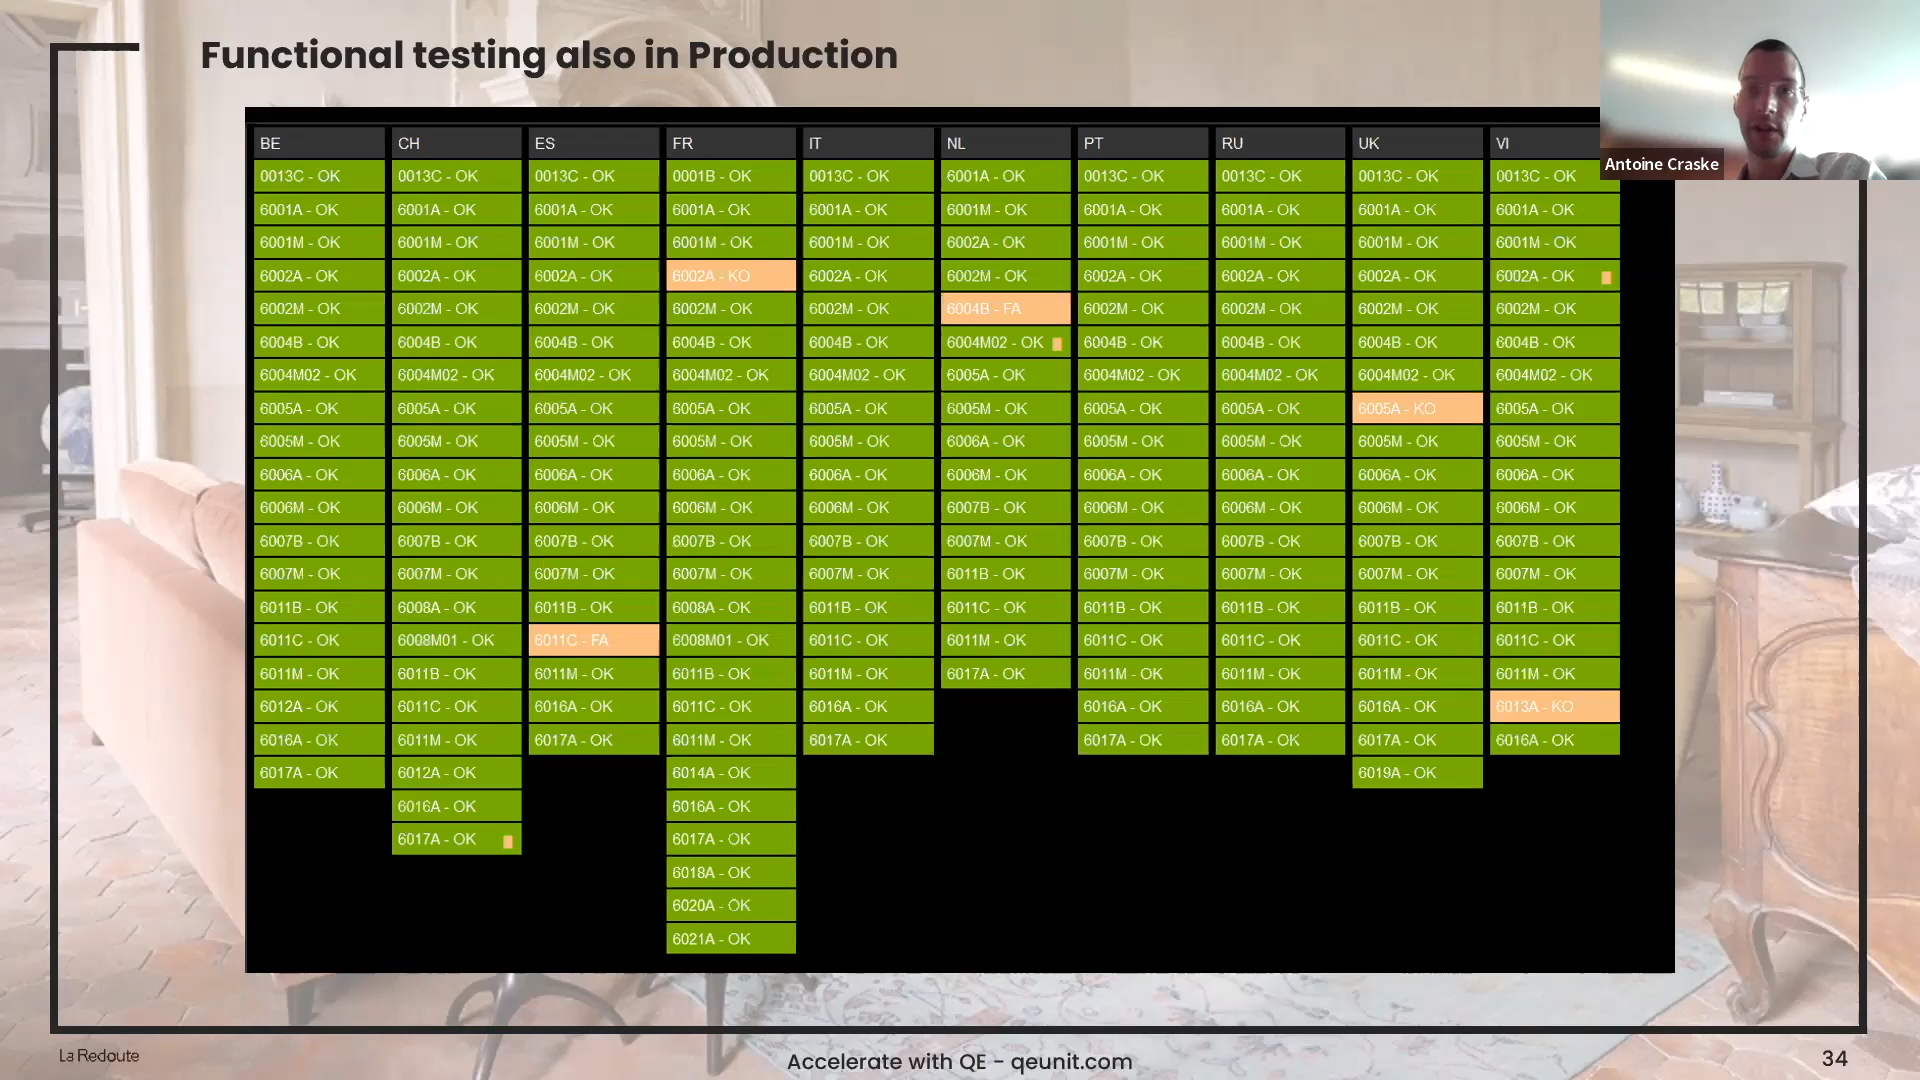 Functional testing also in Production
Antoine Craske
BE CH ES FR IT NL PT RU UK VI
0013C - OK 0013C - OK 0013C - OK 0001B - OK 0013C - OK 6001A - OK 0013C - OK 0013C - OK 0013C - OK 0013C - OK
6001A - OK 6001A - OK 6001A - OK 6001A - OK 6001A - OK 6001M - OK 6001A - OK 6001A - OK 6001A - OK 6001A - OK
6001M - OK 6001M - OK 6001M - OK 6001M - OK 6001M - OK 6002A - OK 6001M - OK 6001M - OK 6001M - OK 6001M - OK
6002A - OK 6002A - OK 6002A - OK 6002A - KO 6002A - OK 6002M - OK 6002A - OK 6002A - OK 6002A - OK 6002A - OK
6002M - OK 6002M - OK 6002M - OK 6002M - OK 6002M - OK 6004B - FA 6002M - OK 6002M - OK 6002M - OK 6002M - OK
6004B - OK 6004B - OK 6004B - OK 6004B - OK 6004B - OK 6004M02 - OK 6004B - OK 6004B - OK 6004B - OK 6004B - OK
6004M02 - OK 6004M02 - OK 6004M02 - OK 6004M02 - OK 6004M02 - OK 6005A - OK 6004M02 - OK 6004M02 - OK 6004M02 - OK 6004M02 - OK
6005A - OK 6005A - OK 6005A - OK 6005A - OK 6005A - OK 6005M - OK 6005A - OK 6005A - OK 6005A - KO 6005A - OK
6005M - OK 6005M - OK 6005M - OK 6005M - OK 6005M - OK 6006A - OK 6005M - OK 6005M - OK 6005M - OK 6005M - OK
6006A - OK 6006A - OK 6006A - OK 6006A - OK 6006A - OK 6006M - OK 6006A - OK 6006A - OK 6006A - OK 6006A - OK
6006M - OK 6006M - OK 6006M - OK 6006M - OK 6006M - OK 6007B - OK 6006M - OK 6006M - OK 6006M - OK 6006M - OK
6007B - OK 6007B - OK 6007B - OK 6007B - OK 6007B - OK 6007M - OK 6007B - OK 6007B - OK 6007B - OK 6007B - OK
6007M - OK 6007M - OK 6007M - OK 6007M - OK 6007M - OK 6011B - OK 6007M - OK 6007M - OK 6007M - OK 6007M - OK
6011B - OK 6008A - OK 6011B - OK 6008A - OK 6011B - OK 6011C - OK 6011B - OK 6011B - OK 6011B - OK 6011B - OK
6011C - OK 6008M01 - OK 6011C - FA 6008M01 - OK 6011C - OK 6011M - OK 6011C - OK 6011C - OK 6011C - OK 6011C - OK
6011M - OK 6011B - OK 6011M - OK 6011B - OK 6011M - OK 6017A - OK 6011M - OK 6011M - OK 6011M - OK 6011M - OK
6012A - OK 6011C - OK 6016A - OK 6011C - OK 6016A - OK 6016A - OK 6016A - OK 6016A - OK 6013A - KO
6016A - OK 6011M - OK 6017A - OK 6011M - OK 6017A - OK 6017A - OK 6017A - OK 6017A - OK 6016A - OK
6017A - OK 6012A - OK 6014A - OK 6019A - OK
6016A - OK 6016A - OK
6017A - OK 6017A - OK
6018A - OK
6020A - OK
6021A - OK
La Redoute
Accelerate with QE - qeunit.com
34